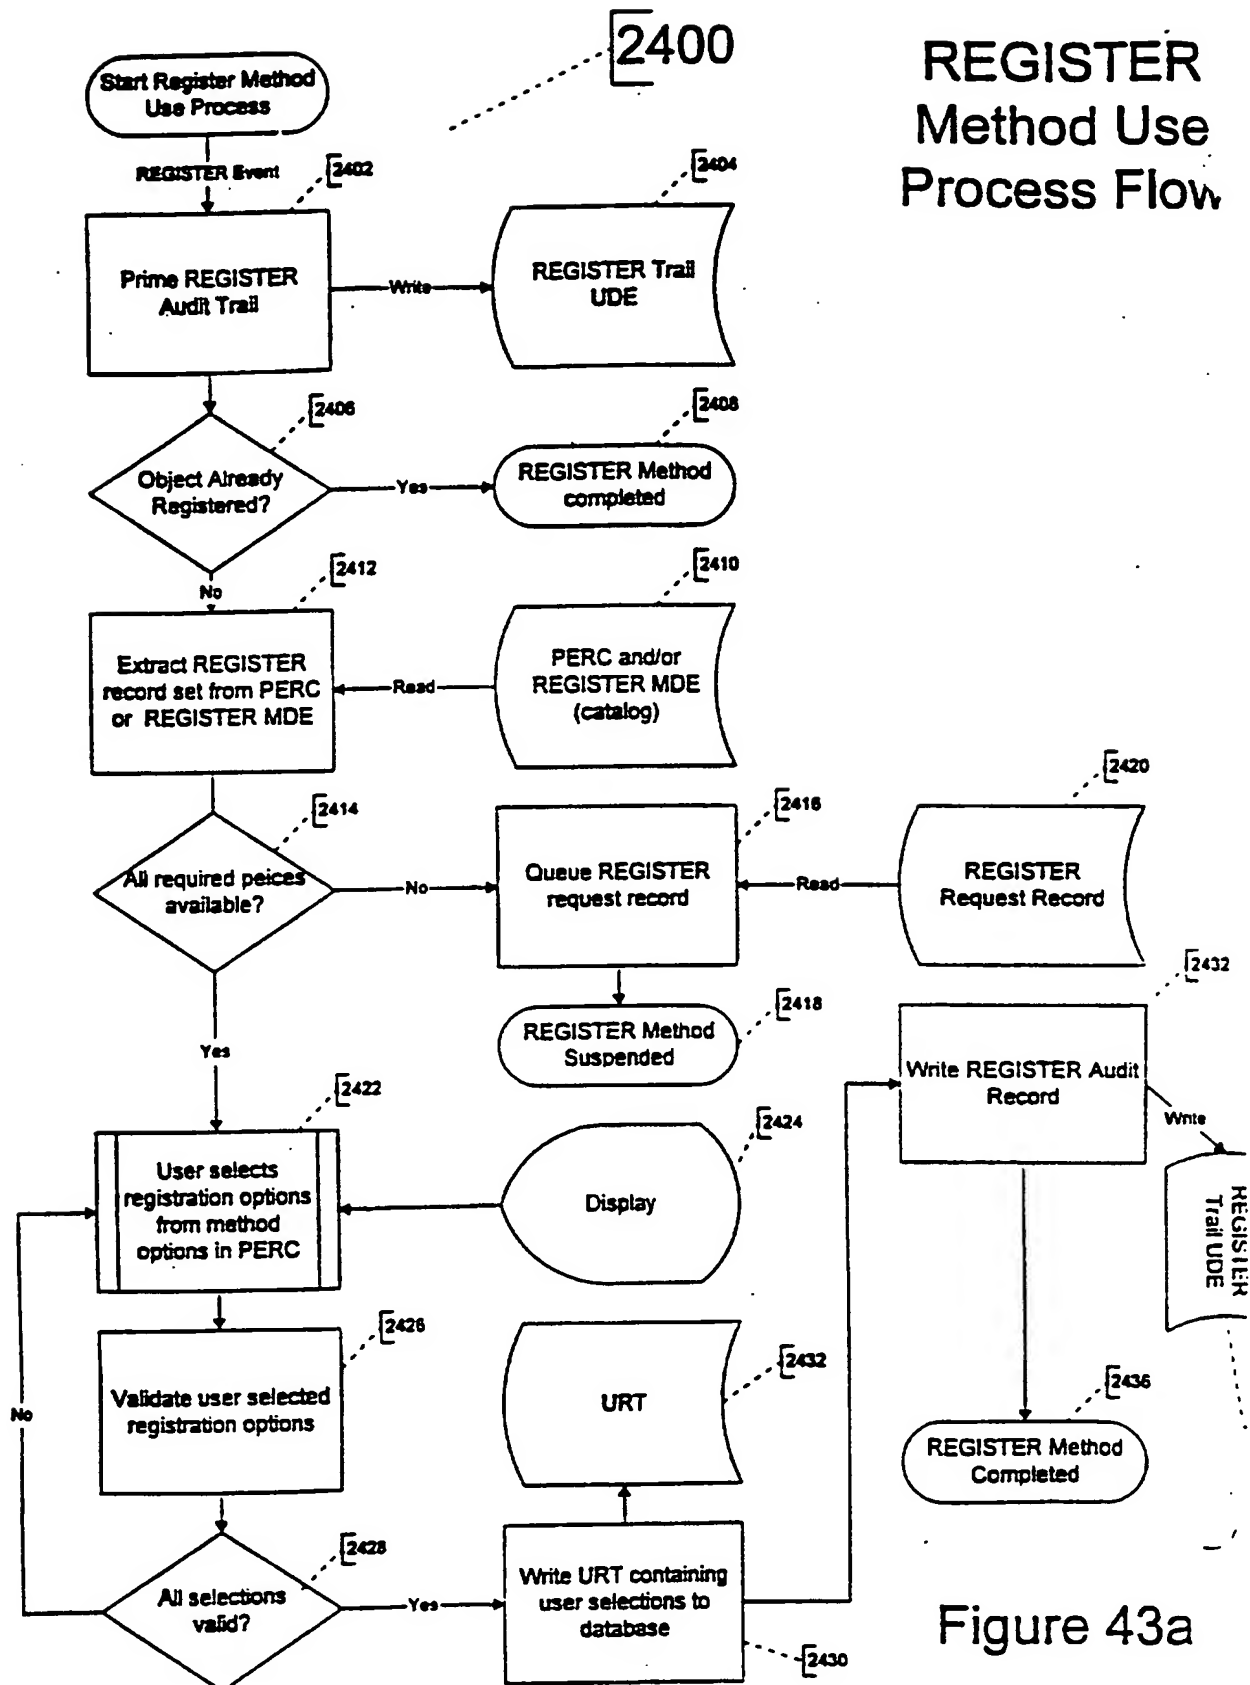 2400
REGISTER
Method Use
Process Flow
Start Register Method
Use Process
REGISTER Event
2402
2404
Prime REGISTER
Audit Trail
Write
REGISTER Trail
UDE
2406
2408
Object Already
Registered?
Yes
REGISTER Method
completed
No
2412
2410
Extract REGISTER
record set from PERC
or REGISTER MDE
Read
PERC and/or
REGISTER MDE
(catalog)
2414
2416
2420
All required peices
available?
No
Queue REGISTER
request record
Read
REGISTER
Request Record
2418
REGISTER Method
Suspended
2432
Write REGISTER Audit
Record
Write
REGISTER
Trail UDE
Yes
2422
2424
User selects
registration options
from method
options in PERC
Display
2426
Validate user selected
registration options
2432
URT
2436
REGISTER Method
Completed
No
2428
All selections
valid?
Yes
Write URT containing
user selections to
database
2430
Figure 43a